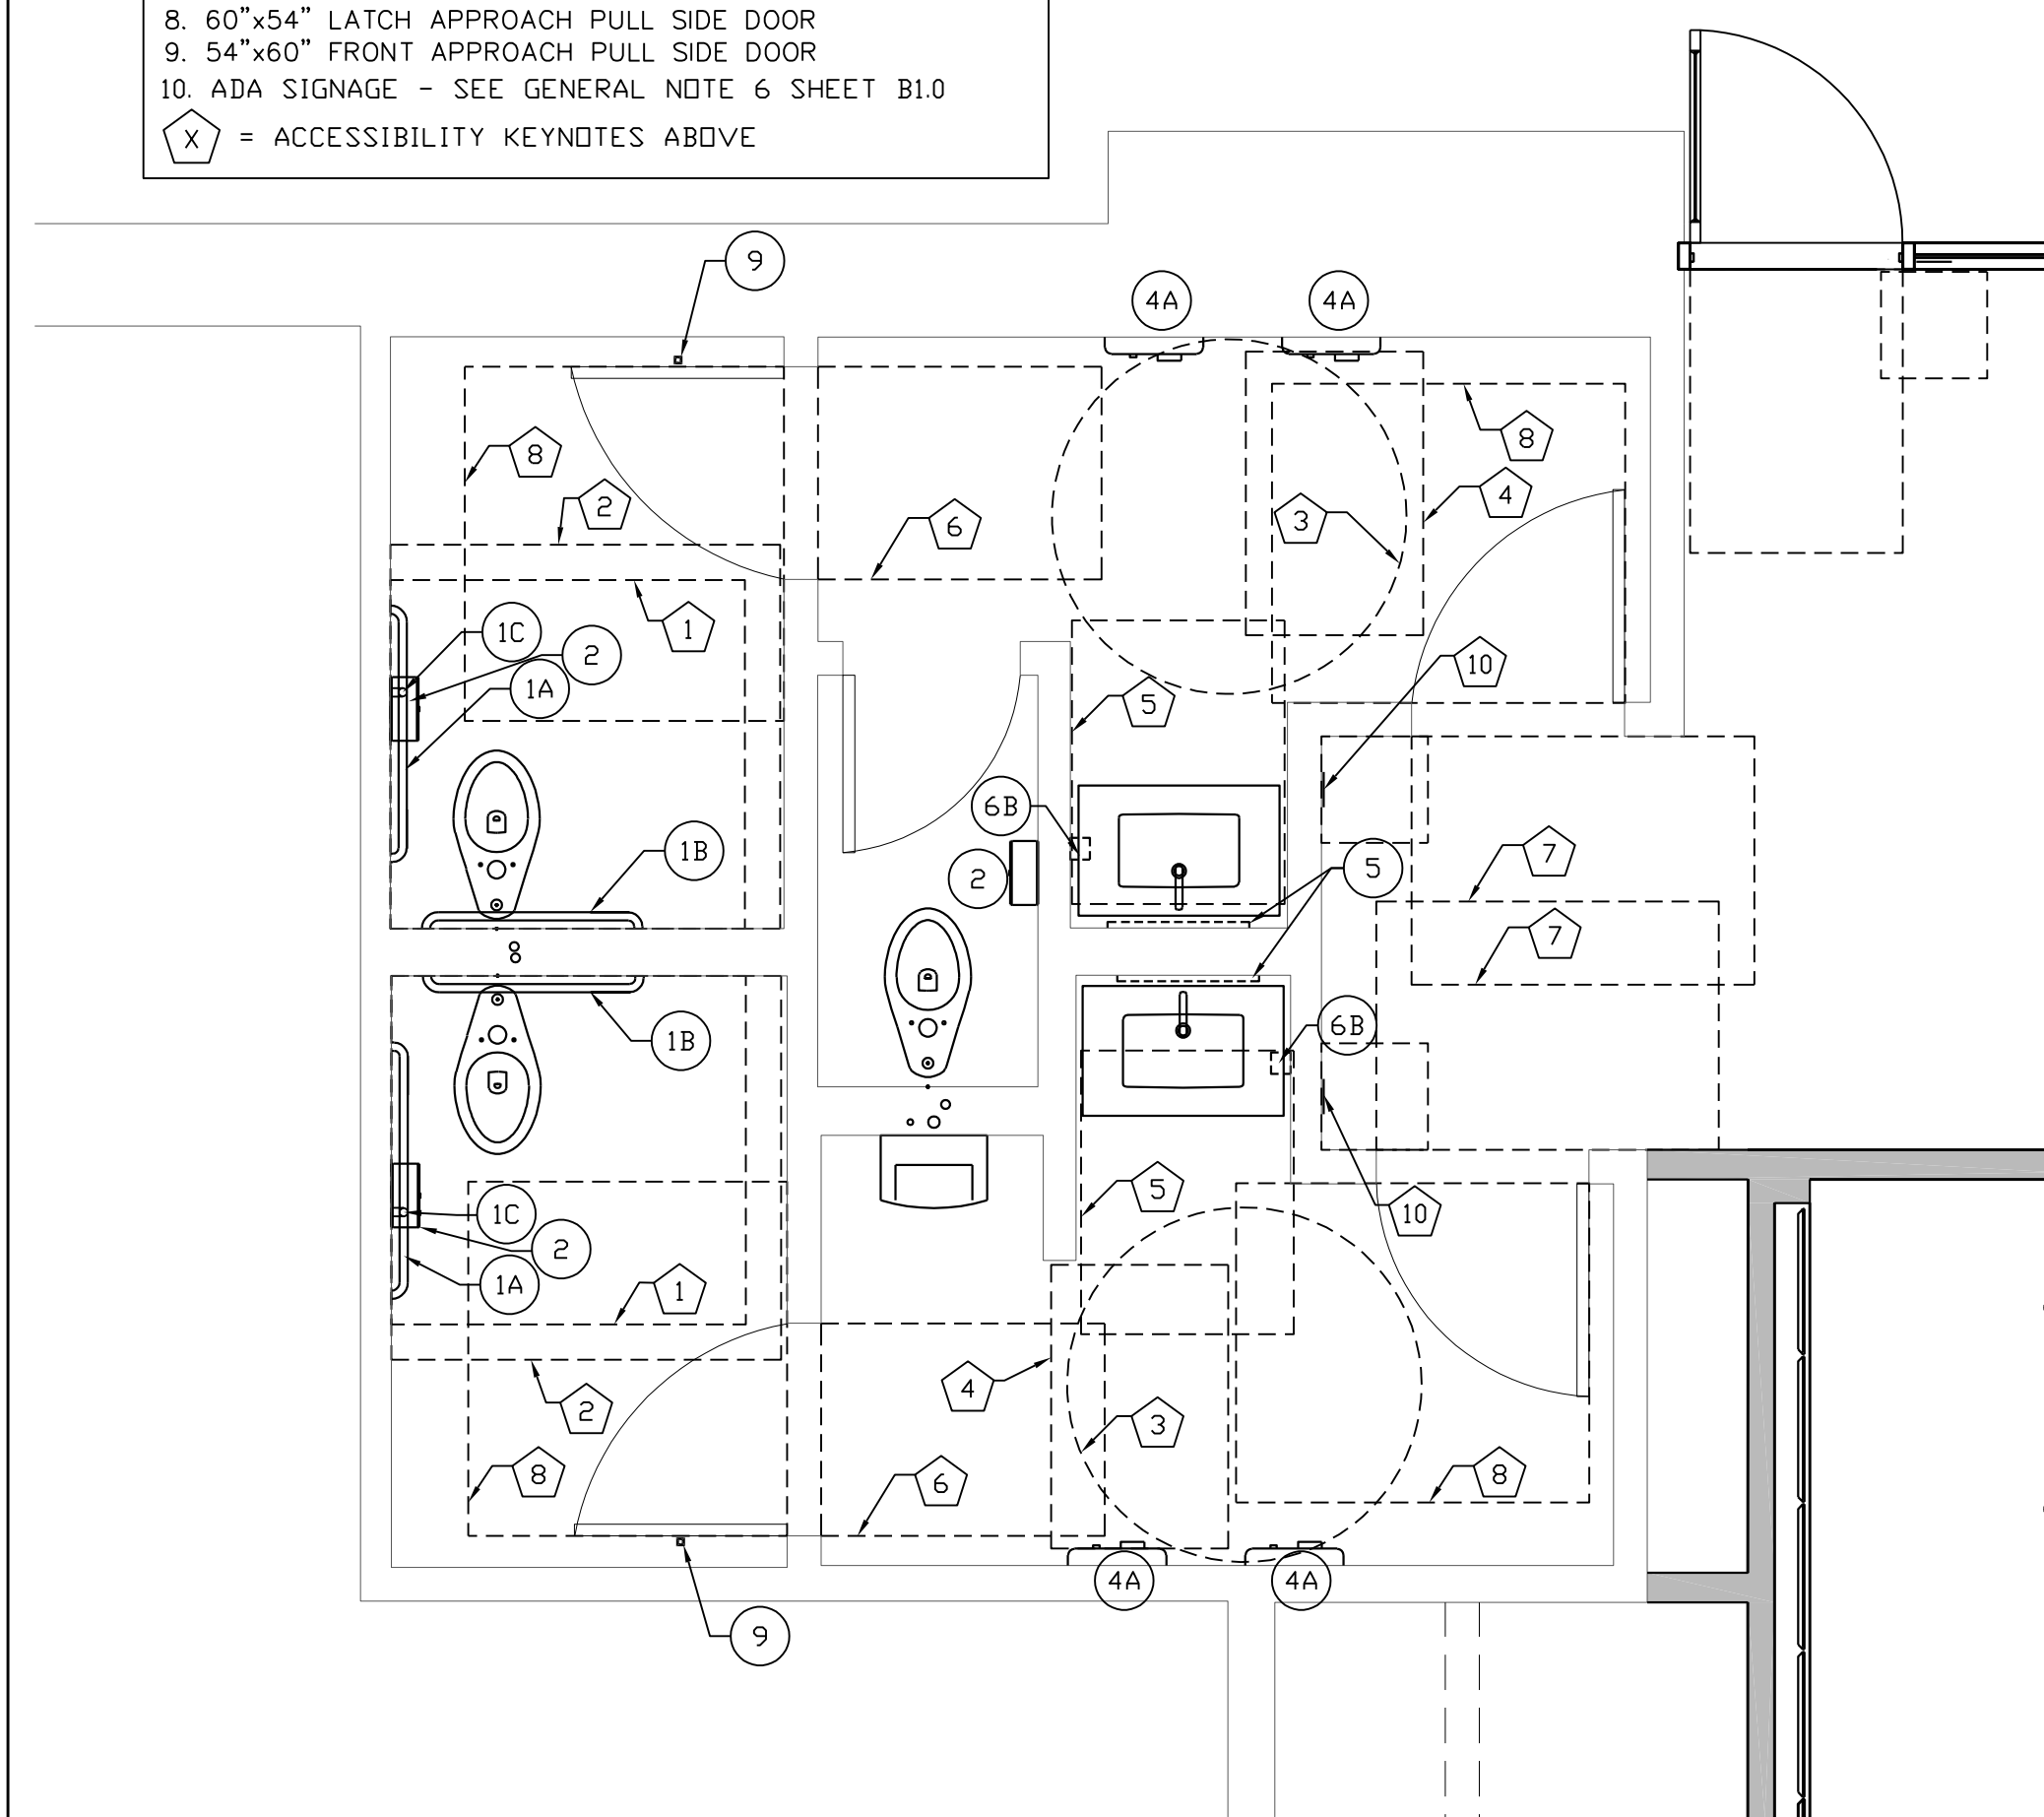 8. 60"x54" LATCH APPROACH PULL SIDE DOOR
9. 54"x60" FRONT APPROACH PULL SIDE DOOR
10. ADA SIGNAGE - SEE GENERAL NOTE 6 SHEET B1.0
X = ACCESSIBILITY KEYNOTES ABOVE
9
4A 4A
8
8
2
4
3
6
1C
1
2
10
1A
5
6B
1B
7
5
2
7
6B
1B
5
10
1C
2
1A
1
4
2
3
8
8
6
4A 4A
9